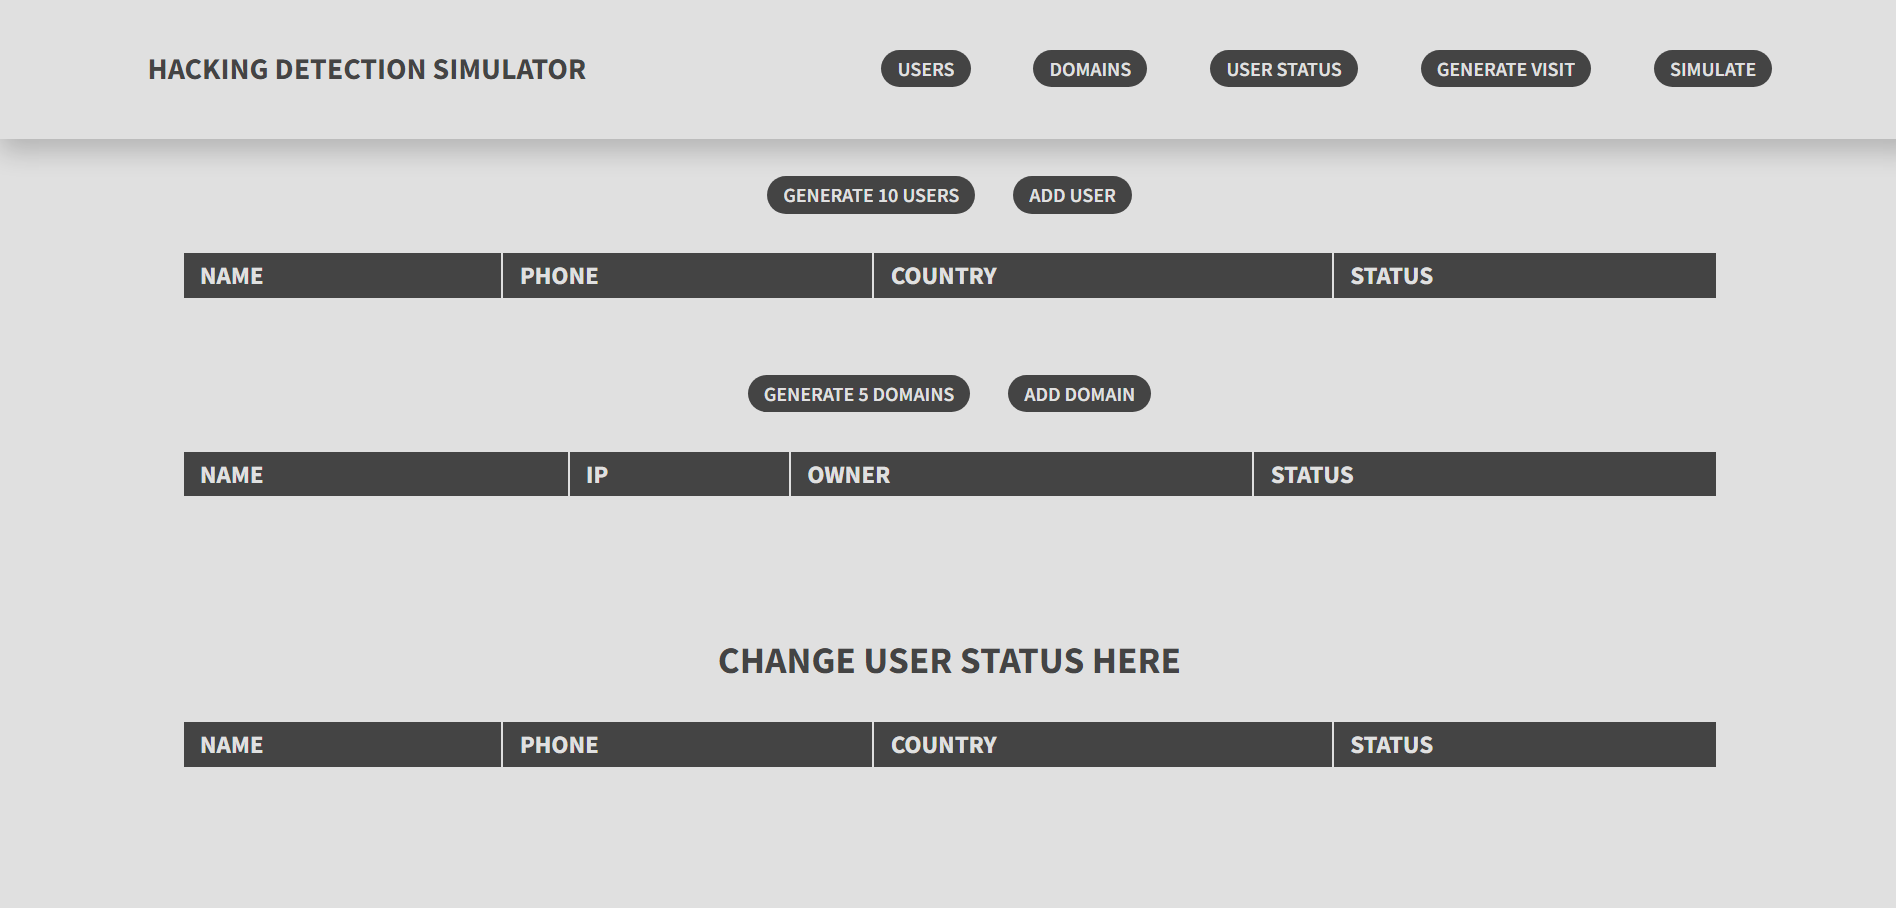 HACKING DETECTION SIMULATOR USERS DOMAINS USER STATUS GENERATE VISIT SIMULATE
GENERATE 10 USERS ADD USER
NAME PHONE COUNTRY STATUS
GENERATE 5 DOMAINS ADD DOMAIN
NAME IP OWNER STATUS
CHANGE USER STATUS HERE
NAME PHONE COUNTRY STATUS